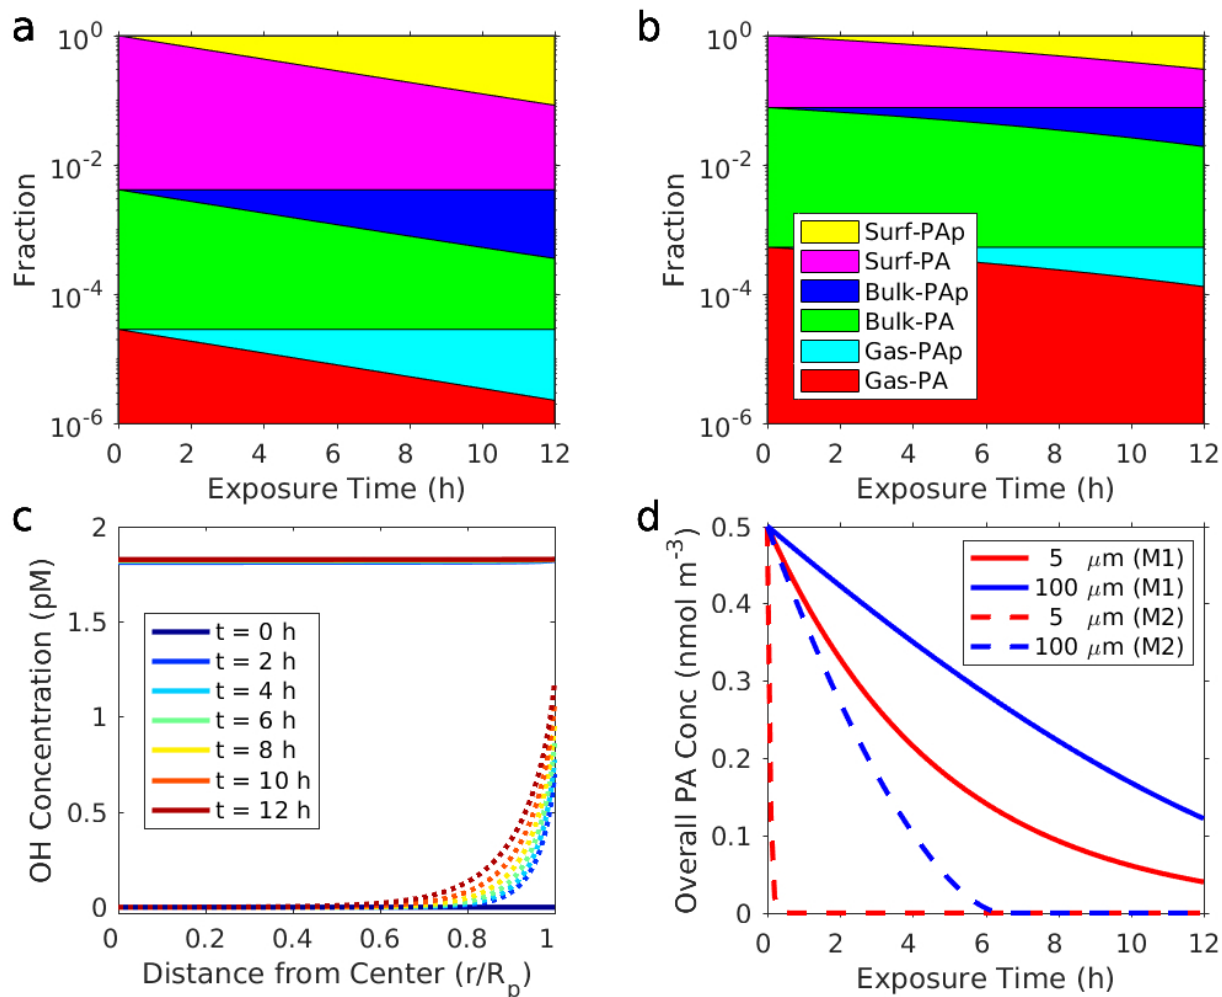 a
10^0
10^-2
10^-4
10^-6
Fraction
0 2 4 6 8 10 12
Exposure Time (h)
b
10^0
10^-2
10^-4
10^-6
Fraction
Surf-PAp
Surf-PA
Bulk-PAp
Bulk-PA
Gas-PAp
Gas-PA
0 2 4 6 8 10 12
Exposure Time (h)
c
2
1.5
1
0.5
0
OH Concentration (pM)
t = 0 h
t = 2 h
t = 4 h
t = 6 h
t = 8 h
t = 10 h
t = 12 h
0 0.2 0.4 0.6 0.8 1
Distance from Center (r/R_p)
d
0.5
0.4
0.3
0.2
0.1
0
Overall PA Conc (nmol m^-3)
5 μm (M1)
100 μm (M1)
5 μm (M2)
100 μm (M2)
0 2 4 6 8 10 12
Exposure Time (h)